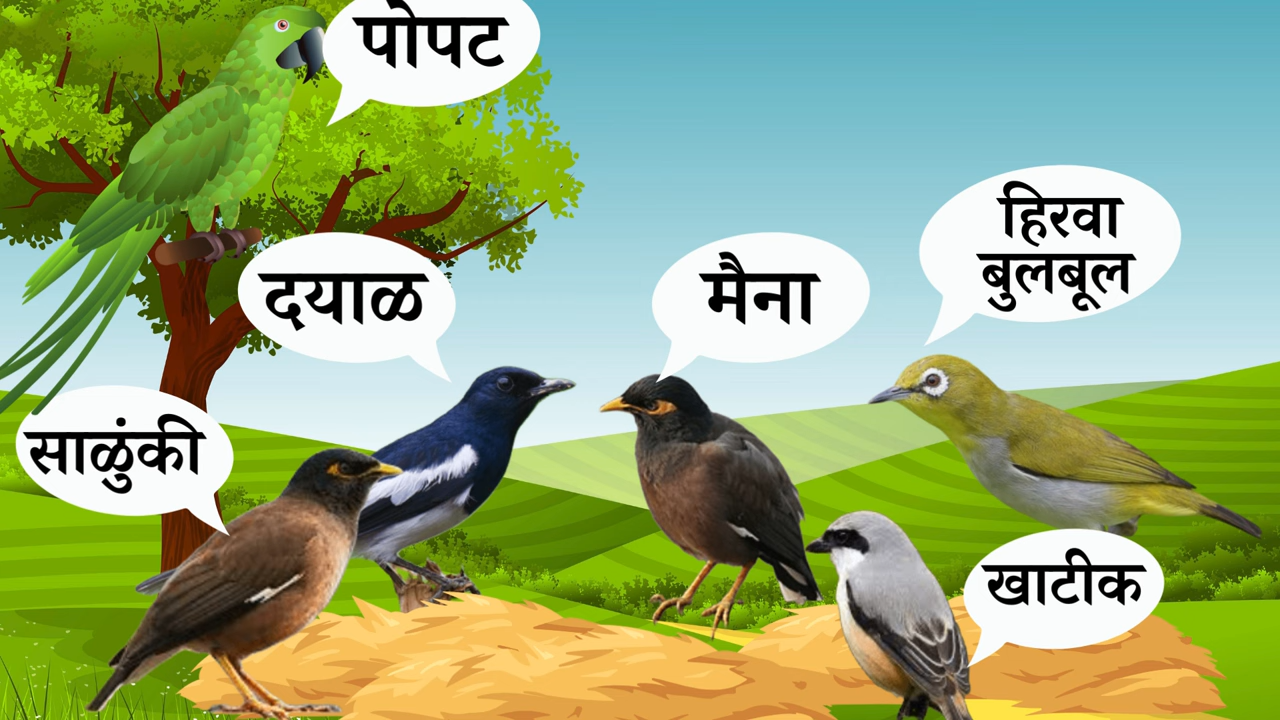 पोपट
दयाळ
मैना
हिरवा
बुलबूल
साळुंकी
खाटीक